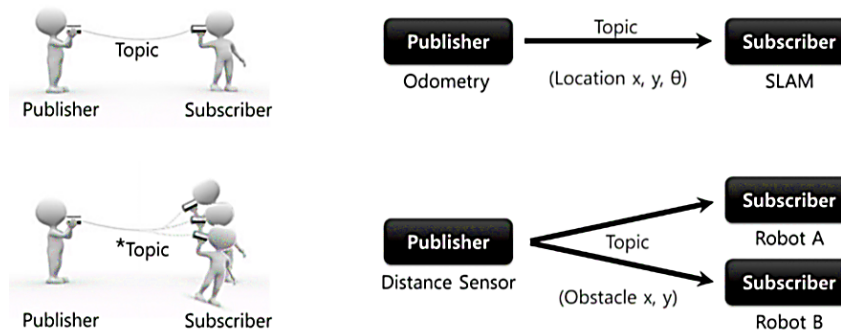 Topic
Publisher
Subscriber
Publisher
Odometry
Topic
(Location x, y, θ)
Subscriber
SLAM
*Topic
Publisher
Subscriber
Publisher
Distance Sensor
Topic
(Obstacle x, y)
Subscriber
Robot A
Subscriber
Robot B